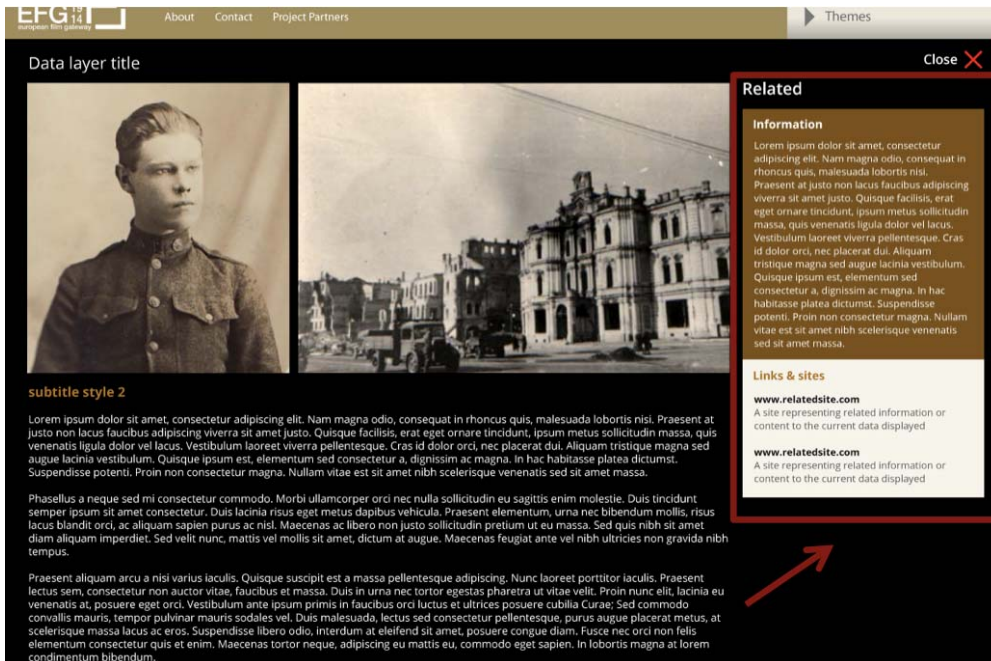 EFG 19
14
european film gateway
About Contact Project Partners
Themes
Data layer title
Close
Related
Information
Lorem ipsum dolor sit amet, consectetur
adipiscing elit. Nam magna odio, consequat in
rhoncus quis, malesuada lobortis nisi.
Praesent at justo non lacus faucibus adipiscing
viverra sit amet justo. Quisque facilisis, erat
eget ornare tincidunt, ipsum metus sollicitudin
massa, quis venenatis ligula dolor vel lacus.
Vestibulum laoreet viverra pellentesque. Cras
id dolor orci, nec placerat dui. Aliquam
tristique magna sed augue lacinia vestibulum.
Quisque ipsum est, elementum sed
consectetur a, dignissim ac magna. In hac
habitasse platea dictumst. Suspendisse
potenti. Proin non consectetur magna. Nullam
vitae est sit amet nibh scelerisque venenatis
sed sit amet massa.
Links & sites
www.relatedsite.com
A site representing related information or
content to the current data displayed
www.relatedsite.com
A site representing related information or
content to the current data displayed
subtitle style 2
Lorem ipsum dolor sit amet, consectetur adipiscing elit. Nam magna odio, consequat in rhoncus quis, malesuada lobortis nisi. Praesent at
justo non lacus faucibus adipiscing viverra sit amet justo. Quisque facilisis, erat eget ornare tincidunt, ipsum metus sollicitudin massa, quis
venenatis ligula dolor vel lacus. Vestibulum laoreet viverra pellentesque. Cras id dolor orci, nec placerat dui. Aliquam tristique magna sed
augue lacinia vestibulum. Quisque ipsum est, elementum sed consectetur a, dignissim ac magna. In hac habitasse platea dictumst.
Suspendisse potenti. Proin non consectetur magna. Nullam vitae est sit amet nibh scelerisque venenatis sed sit amet massa.
Phasellus a neque sed mi consectetur commodo. Morbi ullamcorper orci nec nulla sollicitudin eu sagittis enim molestie. Duis tincidunt
semper ipsum sit amet consectetur. Duis lacinia risus eget metus dapibus vehicula. Praesent elementum, urna nec bibendum mollis, risus
lacus blandit orci, ac aliquam sapien purus ac nisl. Maecenas ac libero non justo sollicitudin pretium ut eu massa. Sed quis nibh sit amet
diam aliquam imperdiet. Sed velit nunc, mattis vel mollis sit amet, dictum at augue. Maecenas feugiat ante vel nibh ultricies non gravida nibh
tempus.
Praesent aliquam arcu a nisi varius iaculis. Quisque suscipit est a massa pellentesque adipiscing. Nunc laoreet porttitor iaculis. Praesent
lectus sem, consectetur non auctor vitae, faucibus et massa. Duis in urna nec tortor egestas pharetra ut vitae velit. Proin nunc elit, lacinia eu
venenatis at, posuere eget orci. Vestibulum ante ipsum primis in faucibus orci luctus et ultrices posuere cubilia Curae; Sed commodo
convallis mauris, tempor pulvinar mauris sodales vel. Duis malesuada, lectus sed consectetur pellentesque, purus augue placerat metus, at
scelerisque massa lacus ac eros. Suspendisse libero odio, interdum at eleifend sit amet, posuere congue diam. Fusce nec orci non felis
elementum consectetur quis et enim. Maecenas tortor neque, adipiscing eu mattis eu, commodo eget sapien. In lobortis magna at lorem
condimentum bibendum.